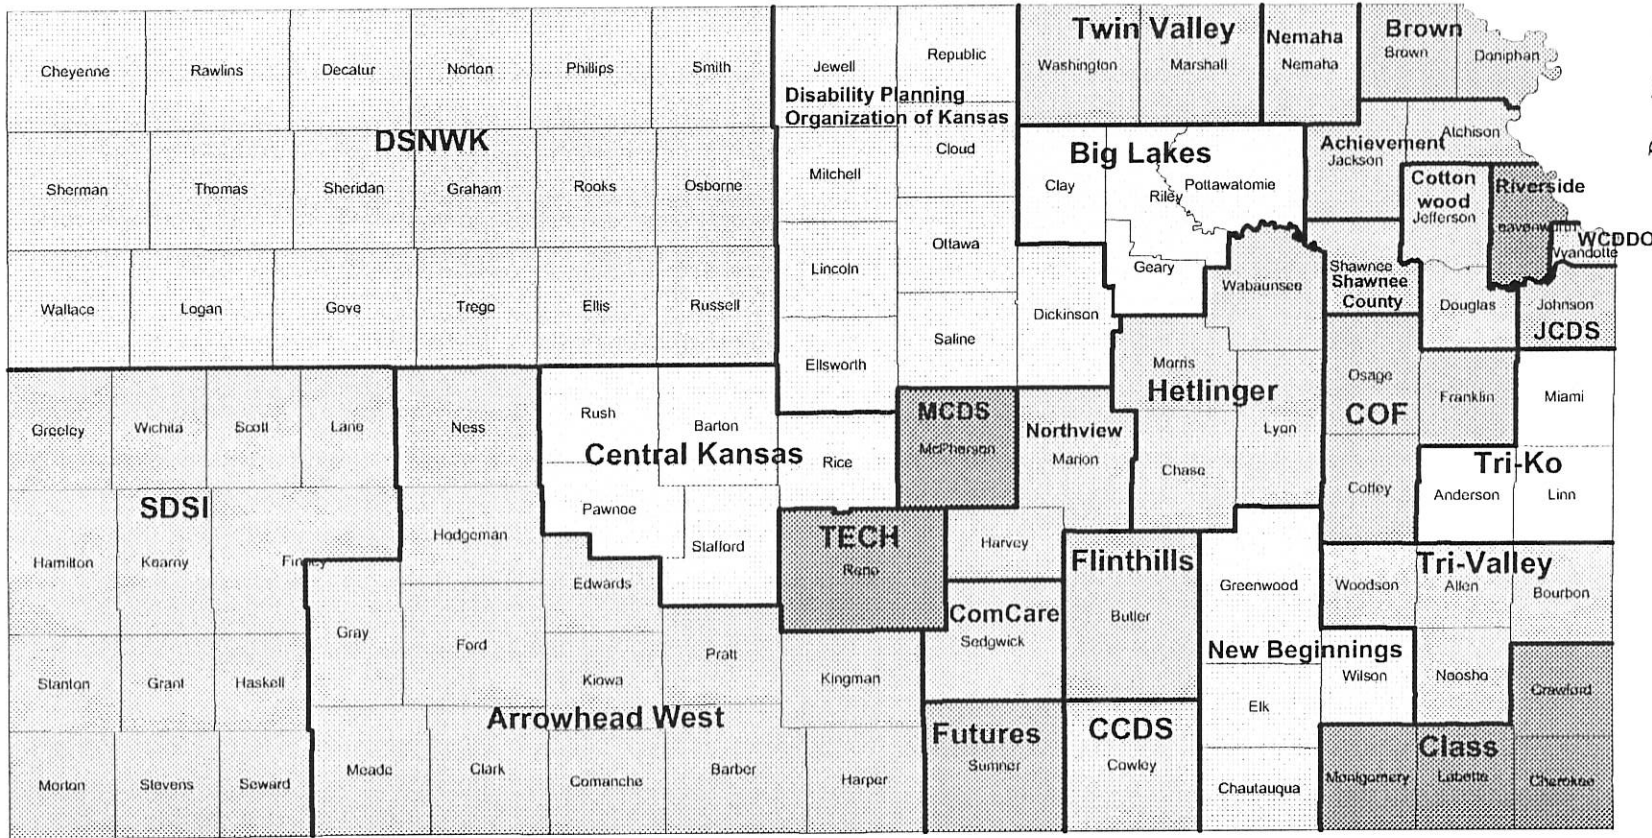 Twin Valley
Nemaha
Brown
Cheyenne
Rawlins
Decatur
Norton
Phillips
Smith
Jewell
Republic
Washington
Marshall
Nemaha
Brown
Doniphan
Disability Planning
Organization of Kansas
DSNWK
Cloud
Big Lakes
Achievement
Atchison
Jackson
Sherman
Thomas
Sheridan
Graham
Rooks
Osborne
Mitchell
Clay
Riley
Pottawatomie
Cotton
wood
Jefferson
Riverside
WCDDO
Wyandotte
Ottawa
Lincoln
Geary
Wabaunsee
Shawnee
Shawnee
County
Wallace
Logan
Gove
Trego
Ellis
Russell
Dickinson
Douglas
Johnson
JCDS
Saline
Ellsworth
Morris
Hetlinger
Osage
COF
Franklin
Miami
Greeley
Wichita
Scott
Lane
Ness
Rush
Barton
Central Kansas
Rice
MCDS
McPherson
Northview
Marion
Chase
Lyon
Tri-Ko
Anderson
Linn
Coffey
SDSI
Pawnee
Stafford
Hodgeman
TECH
Reno
Harvey
Flinthills
Hamilton
Kearny
Finney
Edwards
Greenwood
Tri-Valley
Woodson
Allen
Bourbon
ComCare
Sedgwick
Butler
Gray
Ford
Pratt
Kiowa
Kingman
New Beginnings
Wilson
Neosho
Crawford
Stanton
Grant
Haskell
Elk
Arrowhead West
Futures
Sumner
CCDS
Cowley
Class
Montgomery
Labette
Cherokee
Morton
Stevens
Seward
Meade
Clark
Comanche
Barber
Harper
Chautauqua